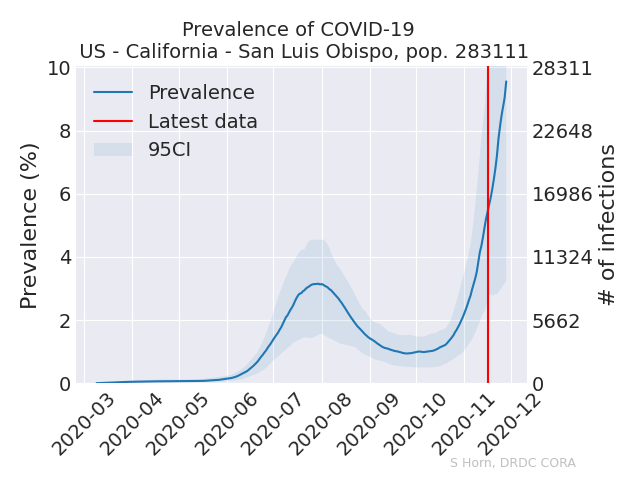 Prevalence of COVID-19
US - California - San Luis Obispo, pop. 283111
10
8
6
4
2
0
Prevalence (%)
28311
22648
16986
11324
5662
0
# of infections
Prevalence
Latest data
95CI
2020-03
2020-04
2020-05
2020-06
2020-07
2020-08
2020-09
2020-10
2020-11
2020-12
S Horn, DRDC CORA